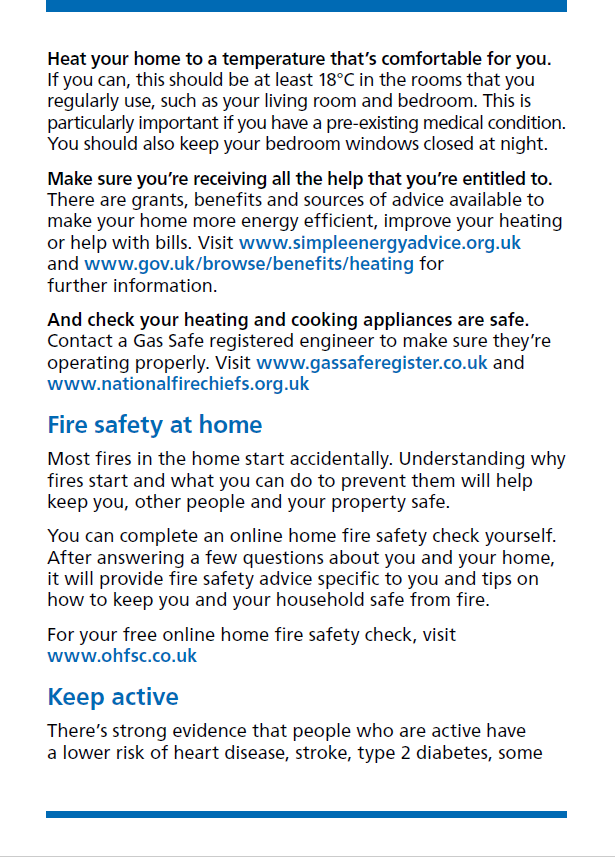 Heat your home to a temperature that’s comfortable for you.
If you can, this should be at least 18°C in the rooms that you
regularly use, such as your living room and bedroom. This is
particularly important if you have a pre-existing medical condition.
You should also keep your bedroom windows closed at night.
Make sure you’re receiving all the help that you’re entitled to.
There are grants, benefits and sources of advice available to
make your home more energy efficient, improve your heating
or help with bills. Visit www.simpleenergyadvice.org.uk
and www.gov.uk/browse/benefits/heating for
further information.
And check your heating and cooking appliances are safe.
Contact a Gas Safe registered engineer to make sure they’re
operating properly. Visit www.gassaferegister.co.uk and
www.nationalfirechiefs.org.uk
Fire safety at home
Most fires in the home start accidentally. Understanding why
fires start and what you can do to prevent them will help
keep you, other people and your property safe.
You can complete an online home fire safety check yourself.
After answering a few questions about you and your home,
it will provide fire safety advice specific to you and tips on
how to keep you and your household safe from fire.
For your free online home fire safety check, visit
www.ohfsc.co.uk
Keep active
There’s strong evidence that people who are active have
a lower risk of heart disease, stroke, type 2 diabetes, some